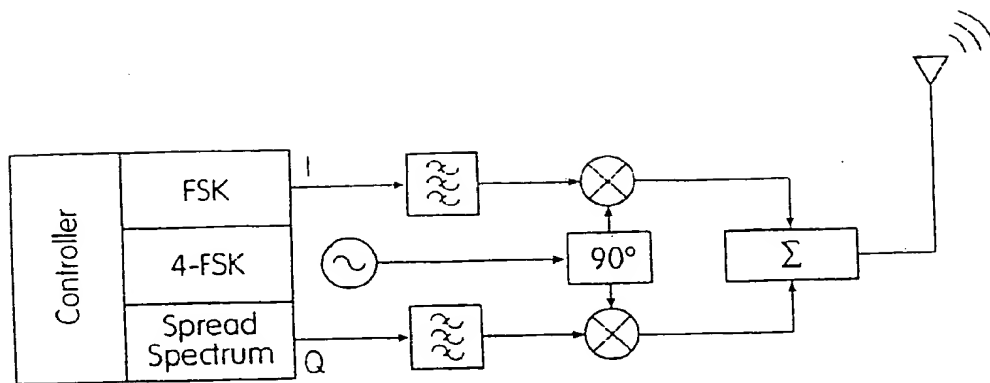 Controller
FSK
4-FSK
Spread
Spectrum
I
Q
90°
Σ